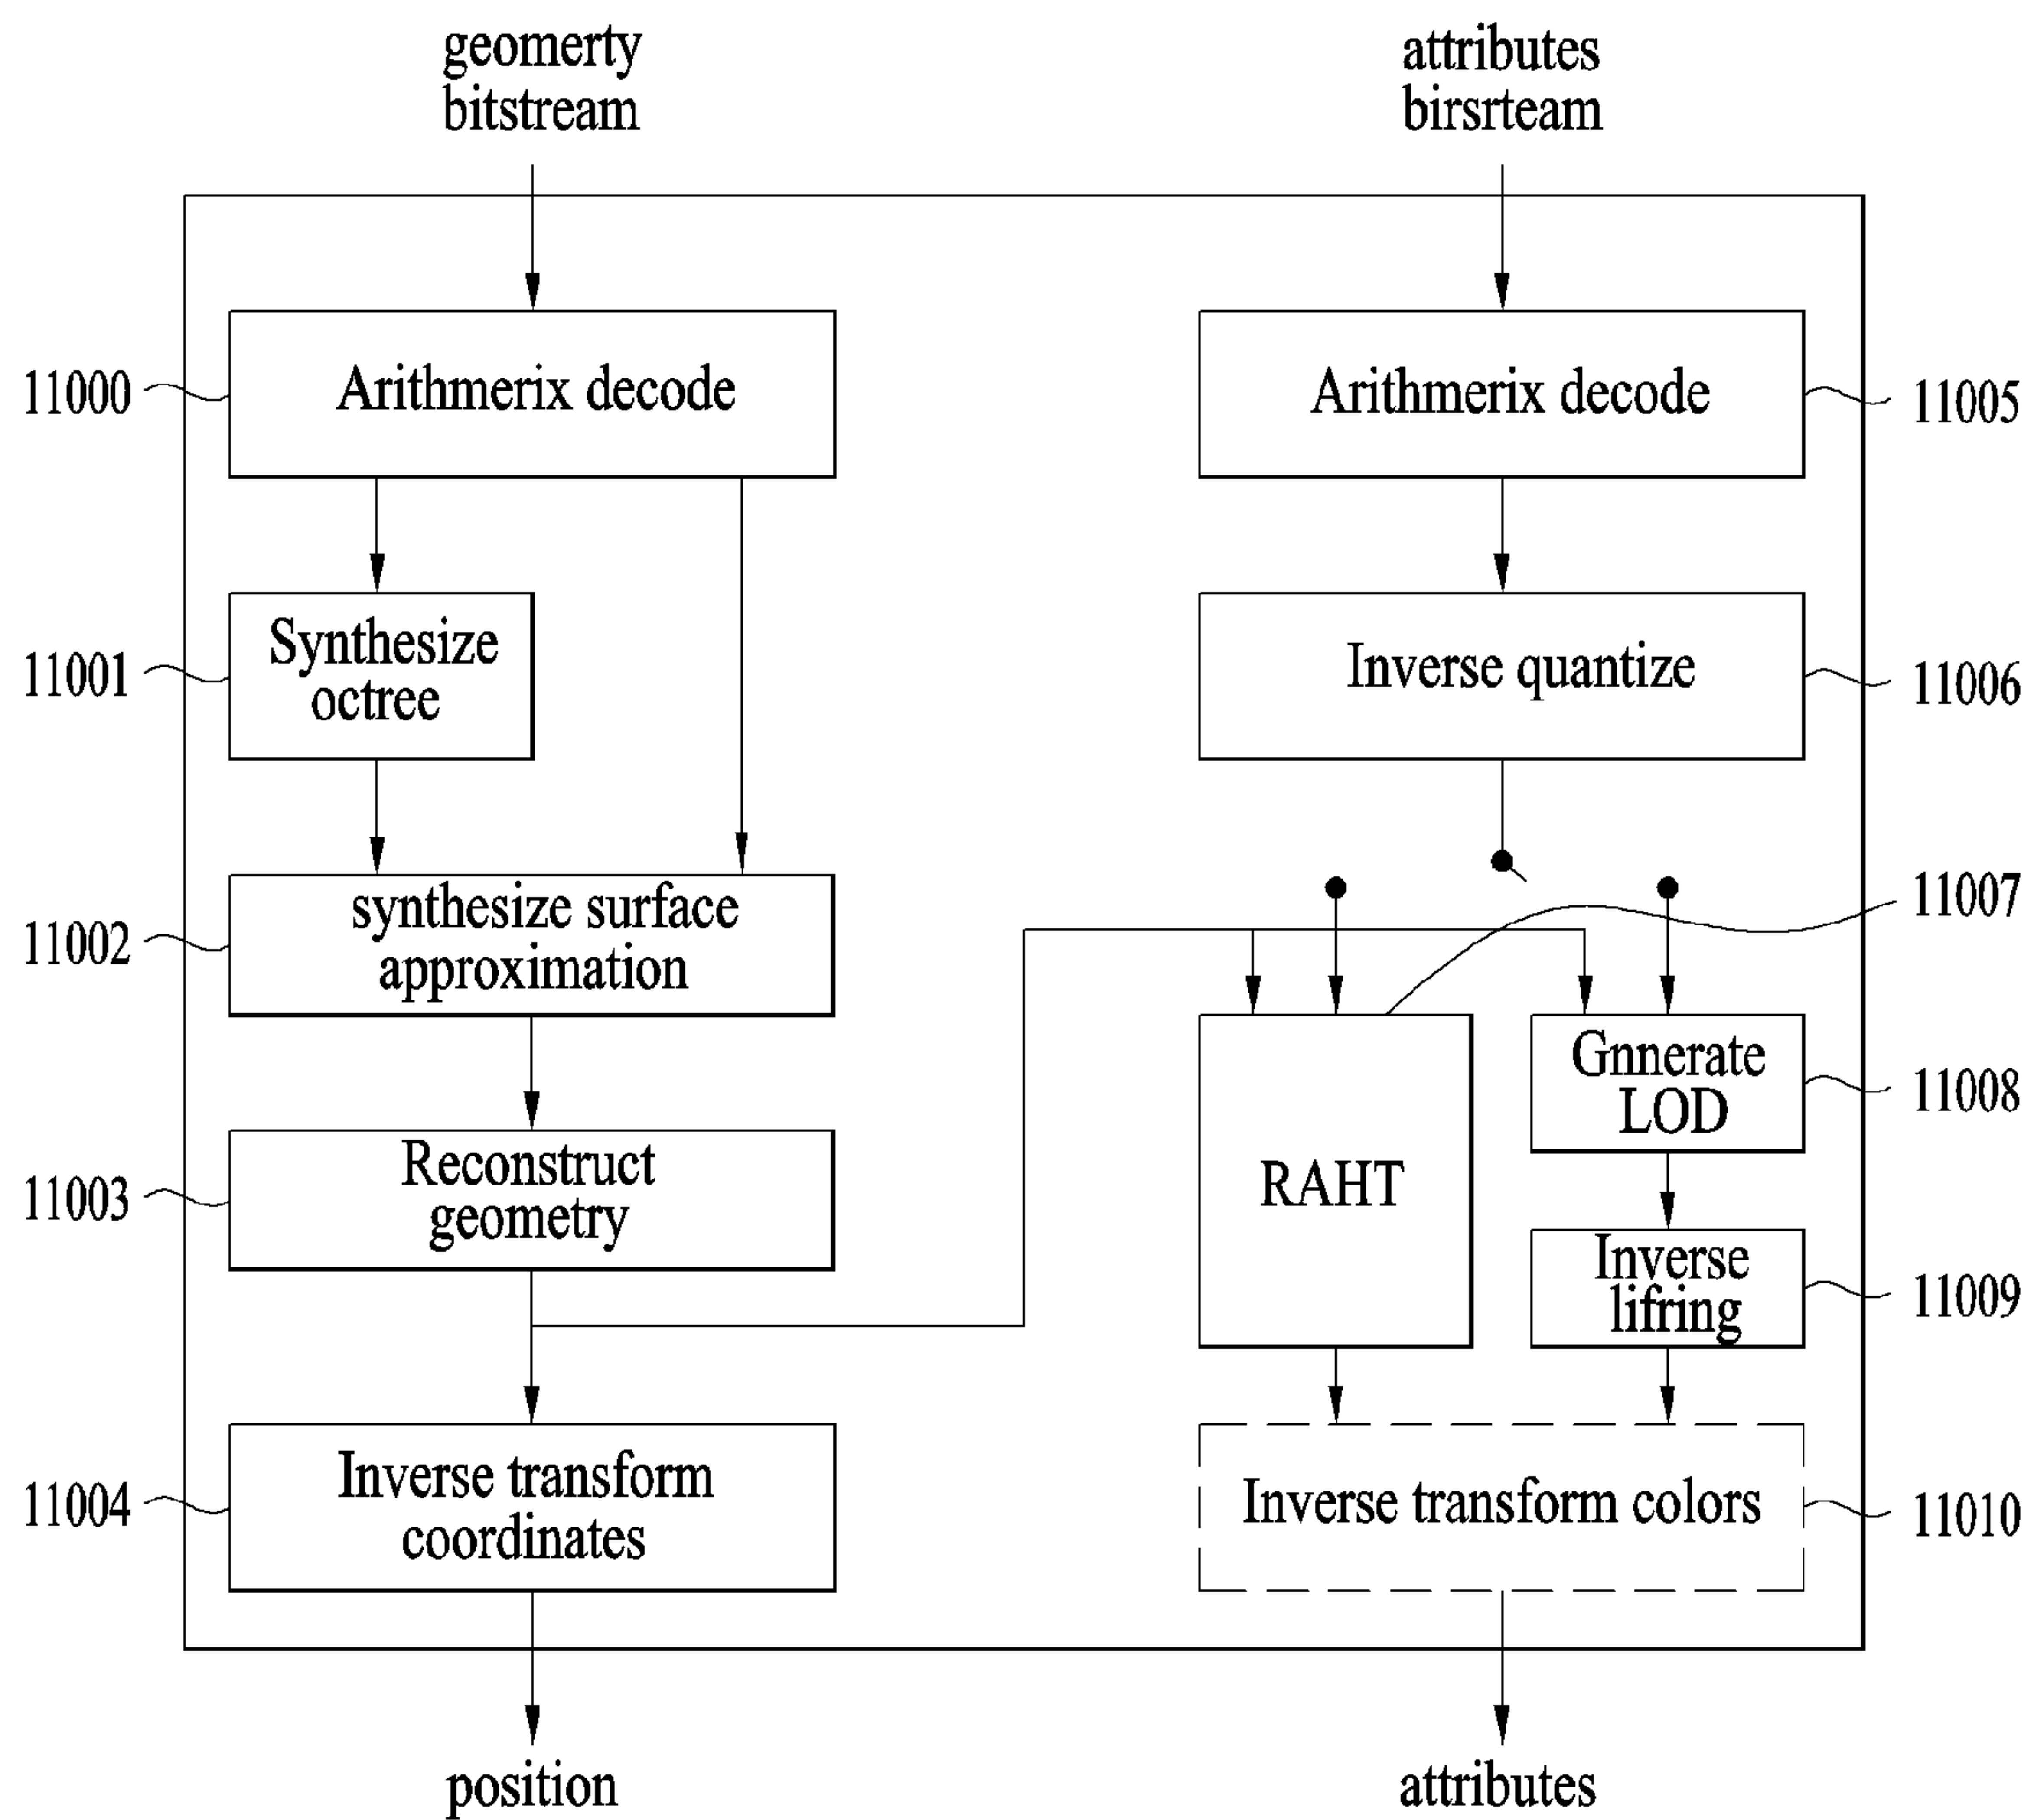 geomerty
bitstream
attributes
birsrteam
11000
Arithmerix decode
Arithmerix decode
11005
11001
Synthesize
octree
Inverse quantize
11006
11002
synthesize surface
approximation
11007
RAHT
Gnnerate
LOD
11008
11003
Reconstruct
geometry
Inverse
lifring
11009
11004
Inverse transform
coordinates
Inverse transform colors
11010
position
attributes